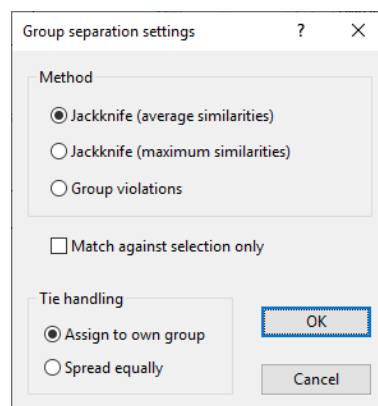 Group separation settings
?
Method
Jackknife (average similarities)
Jackknife (maximum similarities)
Group violations
Match against selection only
Tie handling
Assign to own group
Spread equally
OK
Cancel